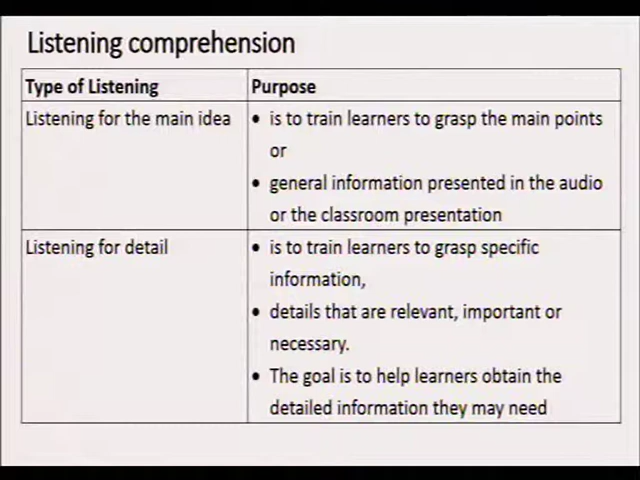 Listening comprehension
Type of Listening
Purpose
Listening for the main idea
• is to train learners to grasp the main points
or
• general information presented in the audio
or the classroom presentation
Listening for detail
• is to train learners to grasp specific
information,
• details that are relevant, important or
necessary.
• The goal is to help learners obtain the
detailed information they may need